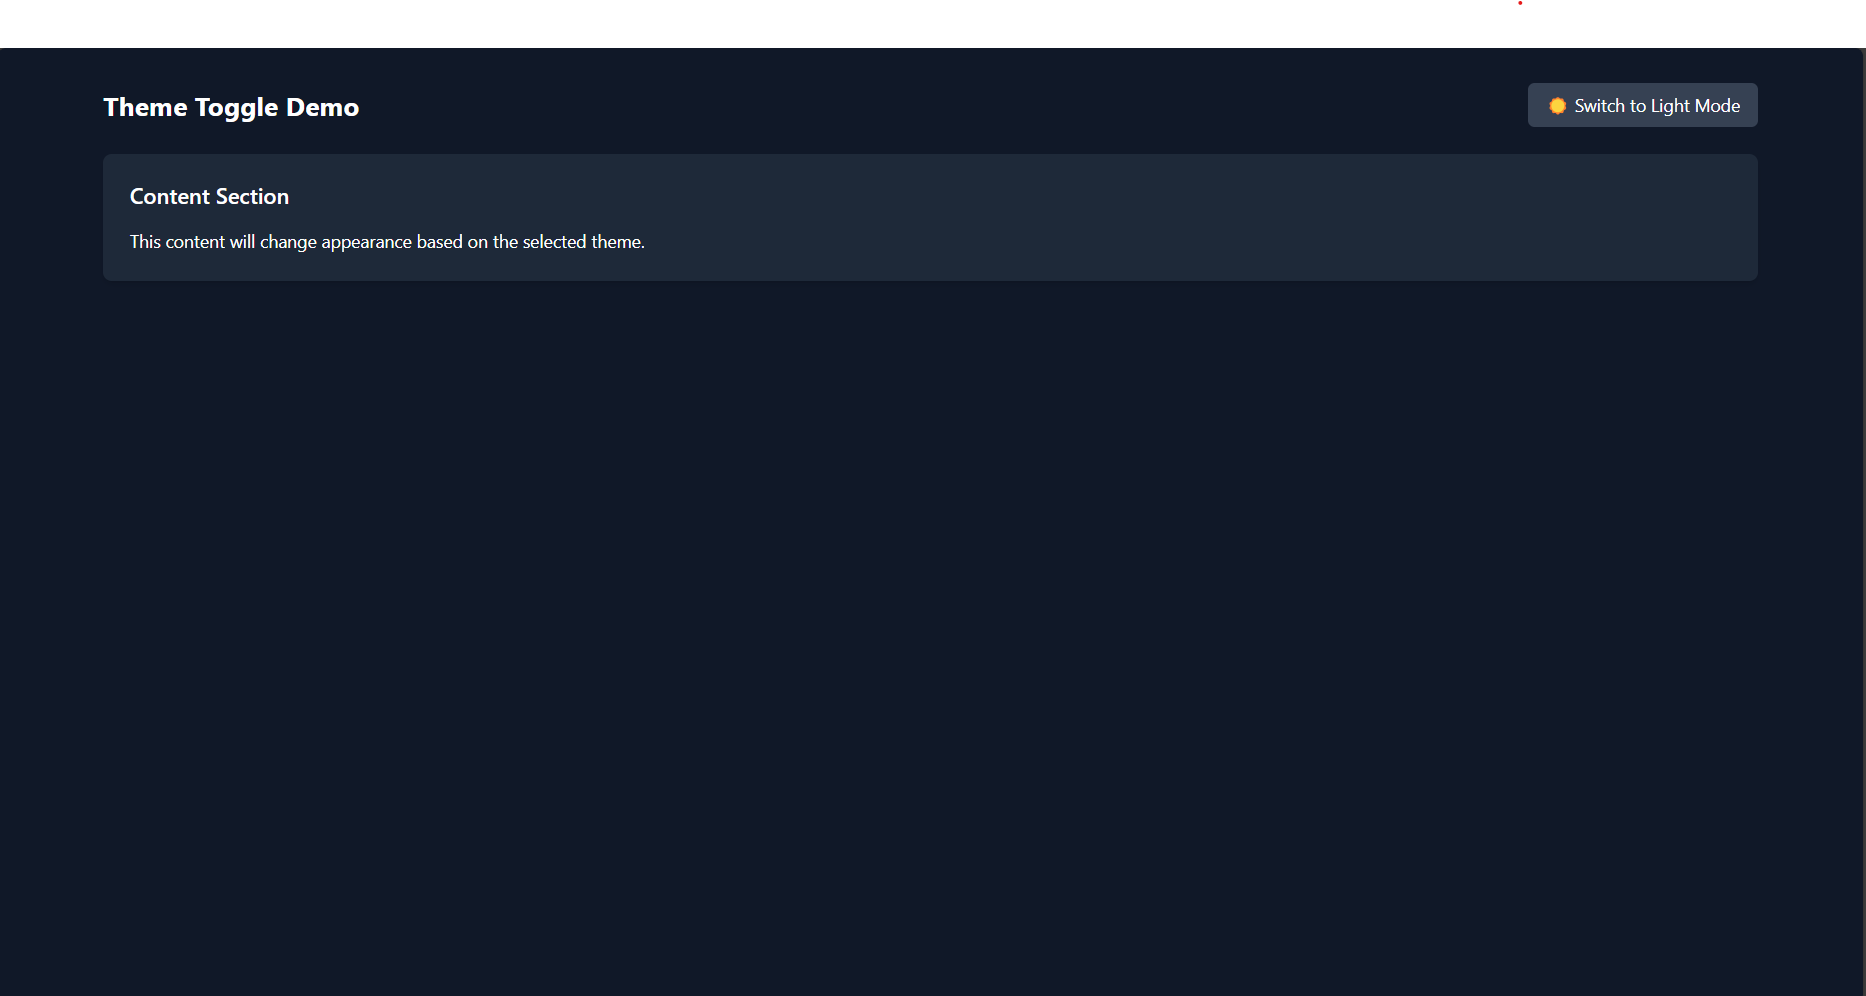 Theme Toggle Demo
Switch to Light Mode
Content Section
This content will change appearance based on the selected theme.